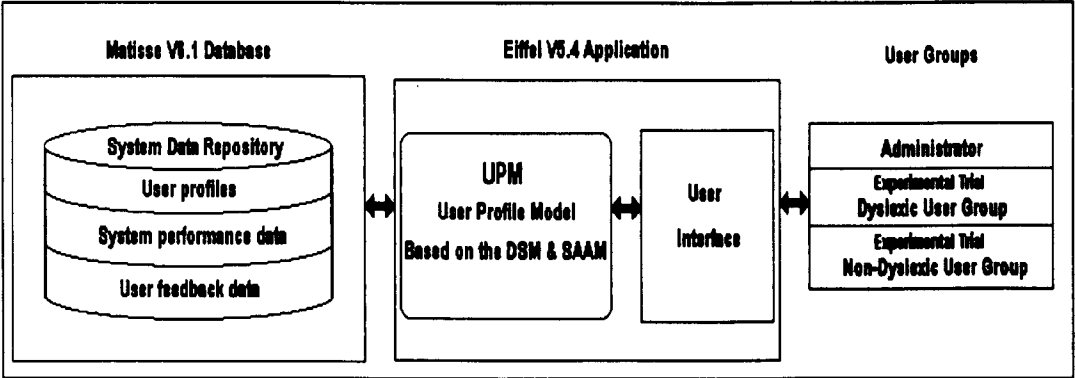 Matisse V6.1 Database
Eiffel V5.4 Application
User Groups
System Data Repository
User profiles
System performance data
User feedback data
UPM
User Profile Model
Based on the DSM & SAAM
User
Interface
Administrator
Experimental Trial
Dyslexic User Group
Experimental Trial
Non-Dyslexic User Group